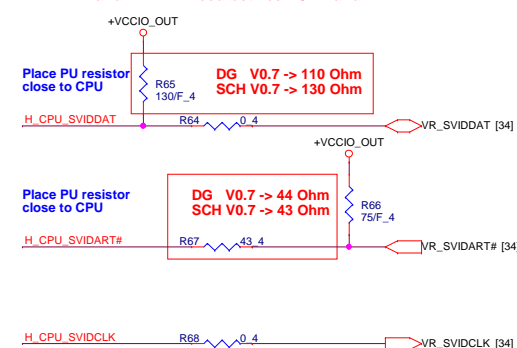 +VCCIO_OUT
Place PU resistor
close to CPU
R65
130/F_4
DG V0.7 -> 110 Ohm
SCH V0.7 -> 130 Ohm
H_CPU_SVIDDAT
R64
0_4
VR_SVIDDAT [34]
+VCCIO_OUT
Place PU resistor
close to CPU
DG V0.7 -> 44 Ohm
SCH V0.7 -> 43 Ohm
R66
75/F_4
H_CPU_SVIDART#
R67
43_4
VR_SVIDART# [34]
H_CPU_SVIDCLK
R68
0_4
VR_SVIDCLK [34]